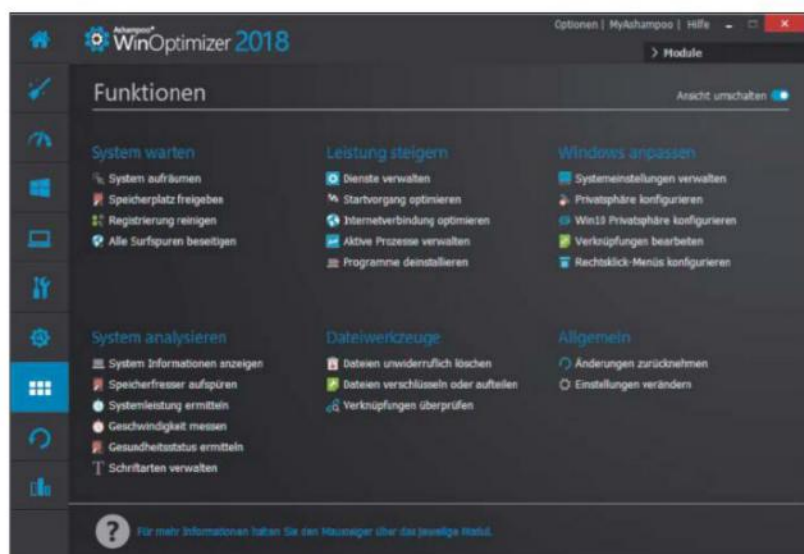 Optionen | MyAshampoo | Hilfe
Ashampoo®
WinOptimizer 2018
> Module
Funktionen
Ansicht umschalten
System warten
System aufräumen
Speicherplatz freigeben
Registrierung reinigen
Alle Surfspuren beseitigen
Leistung steigern
Dienste verwalten
Startvorgang optimieren
Internetverbindung optimieren
Aktive Prozesse verwalten
Programme deinstallieren
Windows anpassen
Systemeinstellungen verwalten
Privatsphäre konfigurieren
Win10 Privatsphäre konfigurieren
Verknüpfungen bearbeiten
Rechtsklick-Menüs konfigurieren
System analysieren
System Informationen anzeigen
Speicherfresser aufspüren
Systemleistung ermitteln
Geschwindigkeit messen
Gesundheitsstatus ermitteln
Schriftarten verwalten
Dateiwerkzeuge
Dateien unwiderruflich löschen
Dateien verschlüsseln oder aufteilen
Verknüpfungen überprüfen
Allgemein
Änderungen zurücknehmen
Einstellungen verändern
Für mehr Informationen halten Sie den Mauszeiger über das jeweilige Modul.